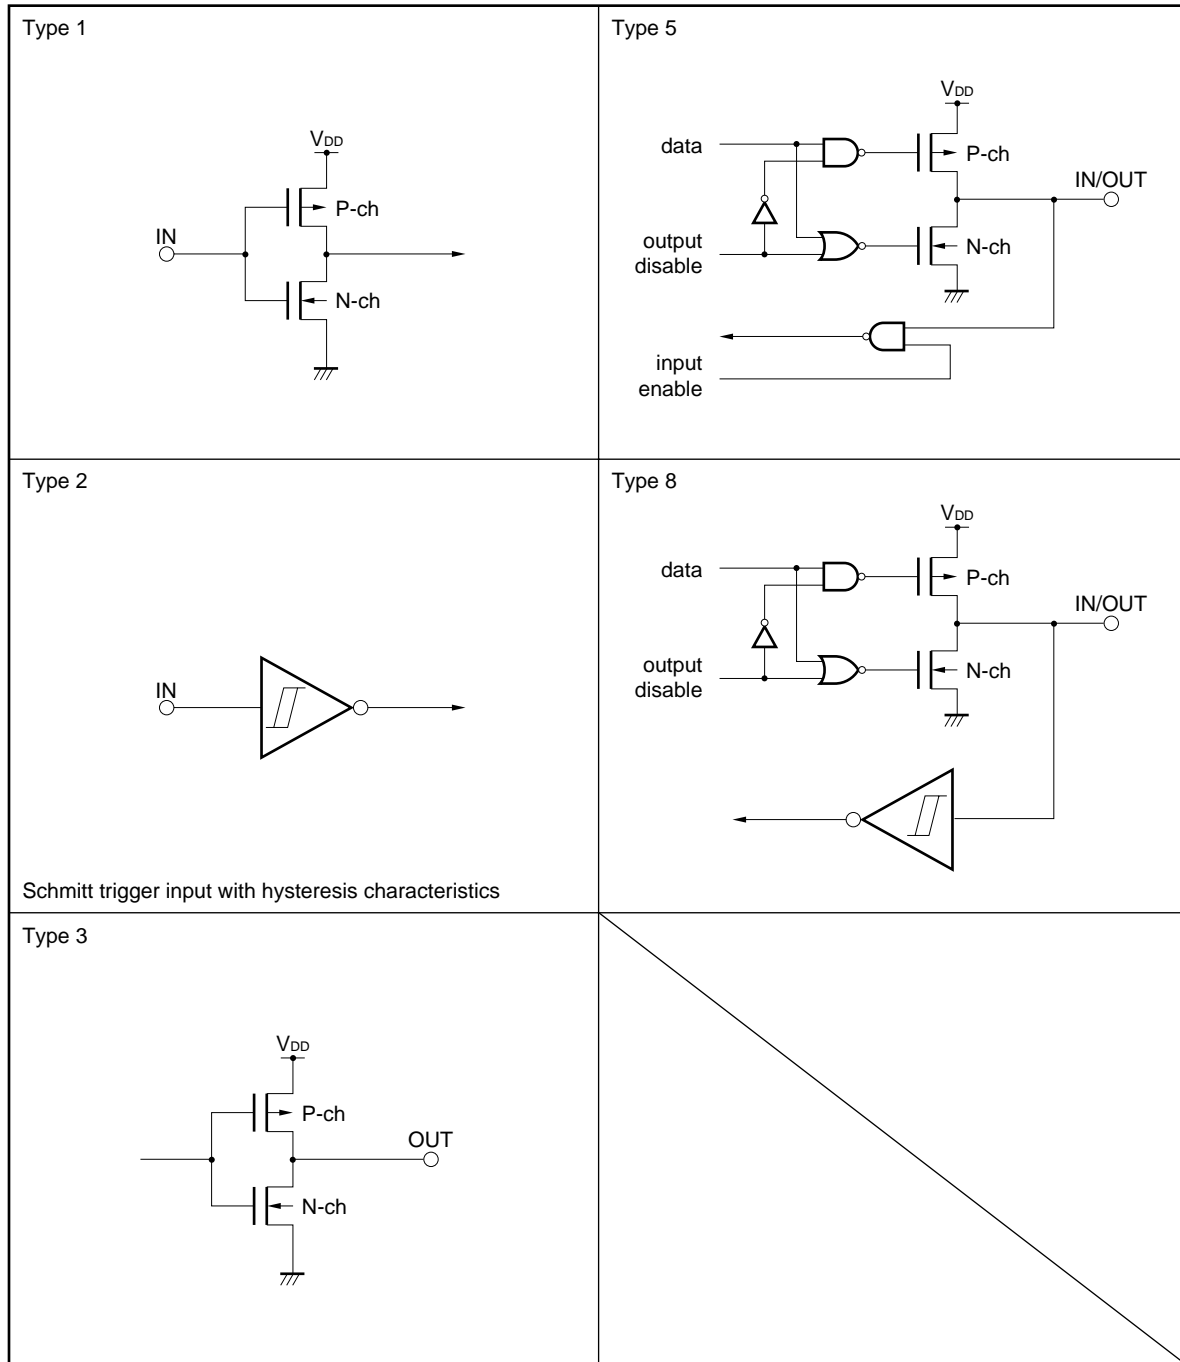 Type 1
VDD
P-ch
IN
N-ch
Type 5
VDD
data
P-ch
IN/OUT
output
disable
N-ch
input
enable
Type 2
IN
Schmitt trigger input with hysteresis characteristics
Type 8
VDD
data
P-ch
IN/OUT
output
disable
N-ch
Type 3
VDD
P-ch
OUT
N-ch